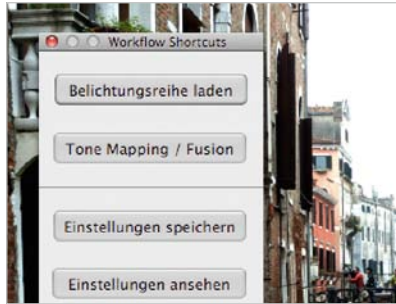 Workflow Shortcuts
Belichtungsreihe laden
Tone Mapping / Fusion
Einstellungen speichern
Einstellungen ansehen